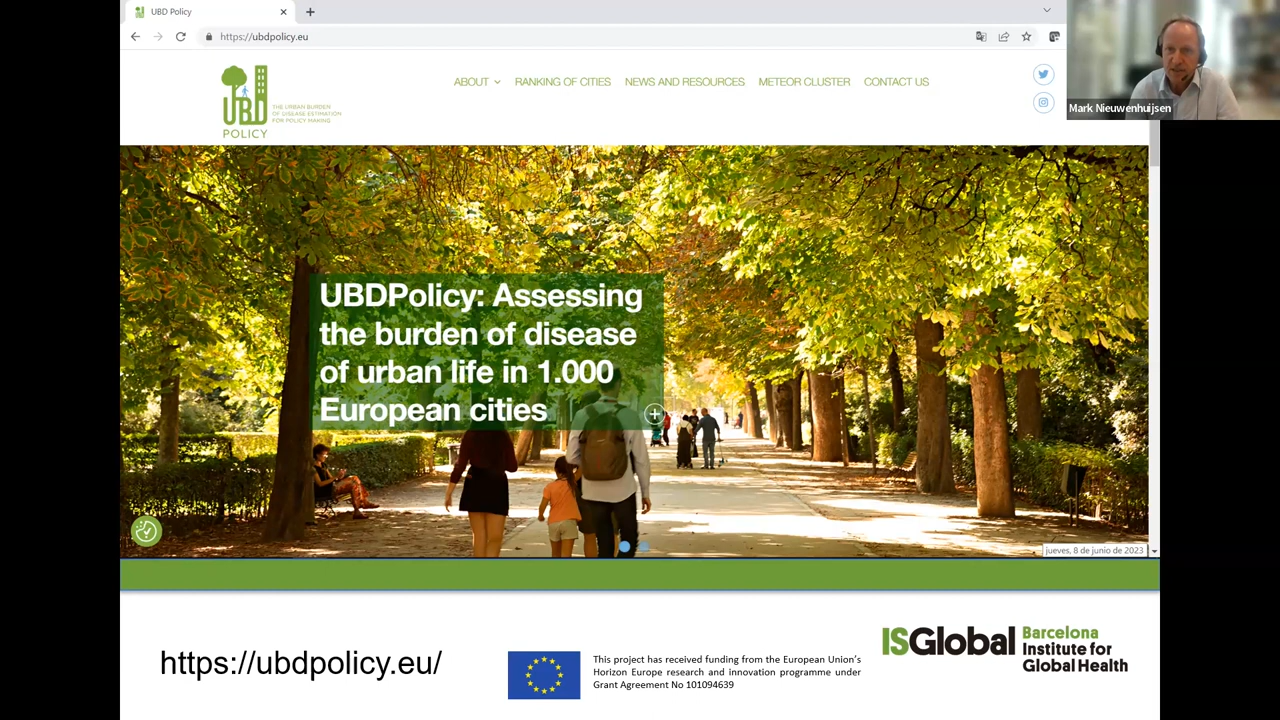 UBD Policy
https://ubdpolicy.eu
Mark Nieuwenhuijsen
UBD
POLICY
THE URBAN BURDEN
OF DISEASE ESTIMATION
FOR POLICY MAKING
ABOUT
RANKING OF CITIES
NEWS AND RESOURCES
METEOR CLUSTER
CONTACT US
UBDPolicy: Assessing
the burden of disease
of urban life in 1.000
European cities
jueves, 8 de junio de 2023
https://ubdpolicy.eu/
This project has received funding from the European Union's
Horizon Europe research and innovation programme under
Grant Agreement No 101094639
ISGlobal
Barcelona
Institute for
Global Health